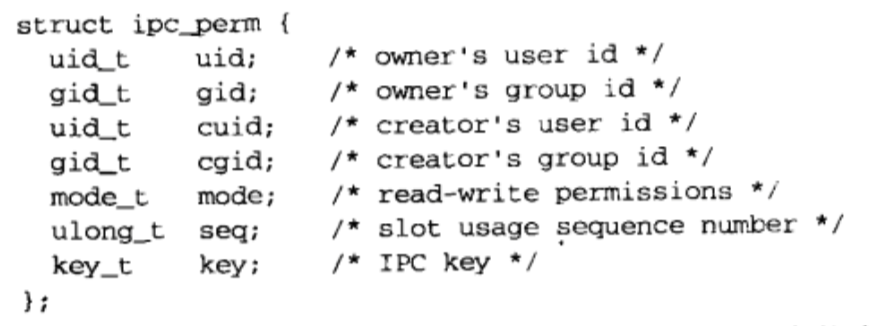 struct ipc_perm {
  uid_t    uid;     /* owner's user id */
  gid_t    gid;     /* owner's group id */
  uid_t    cuid;    /* creator's user id */
  gid_t    cgid;    /* creator's group id */
  mode_t   mode;    /* read-write permissions */
  ulong_t  seq;     /* slot usage sequence number */
  key_t    key;     /* IPC key */
};